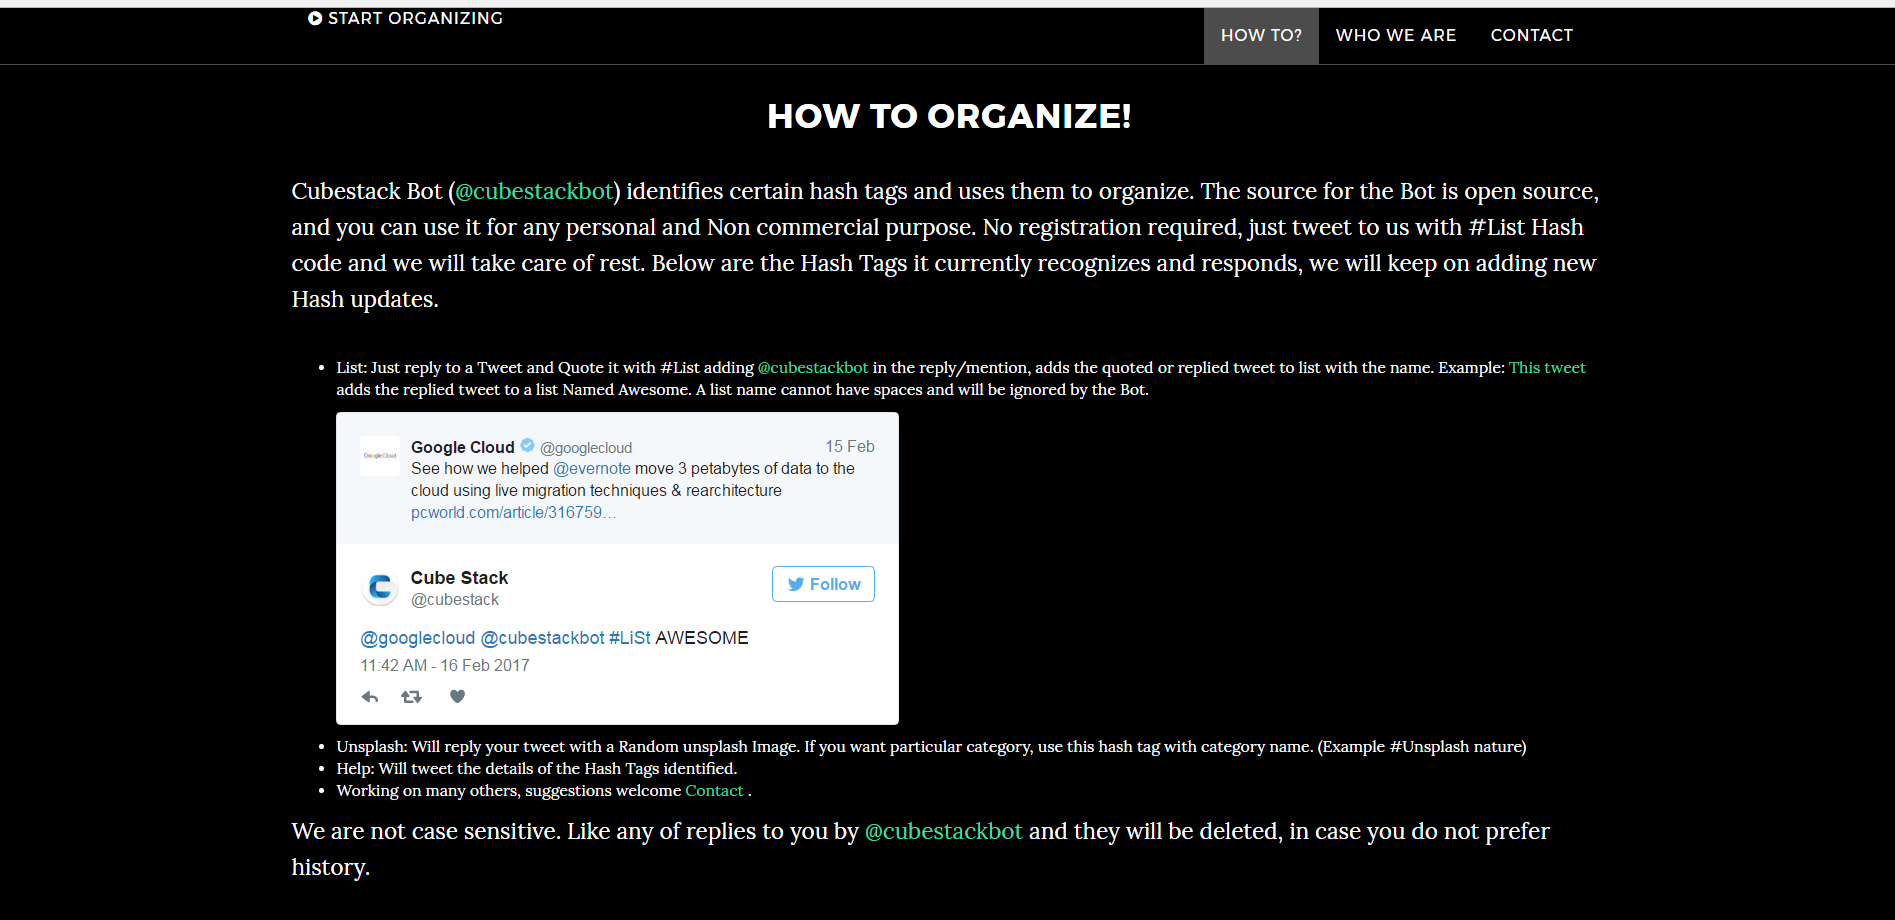 START ORGANIZING
HOW TO?
WHO WE ARE
CONTACT
HOW TO ORGANIZE!
Cubestack Bot (@cubestackbot) identifies certain hash tags and uses them to organize. The source for the Bot is open source,
and you can use it for any personal and Non commercial purpose. No registration required, just tweet to us with #List Hash
code and we will take care of rest. Below are the Hash Tags it currently recognizes and responds, we will keep on adding new
Hash updates.
• List: Just reply to a Tweet and Quote it with #List adding @cubestackbot in the reply/mention, adds the quoted or replied tweet to list with the name. Example: This tweet
adds the replied tweet to a list Named Awesome. A list name cannot have spaces and will be ignored by the Bot.
Google Cloud
Google Cloud @googlecloud 15 Feb
See how we helped @evernote move 3 petabytes of data to the
cloud using live migration techniques & rearchitecture
pcworld.com/article/316759…
Cube Stack
@cubestack
Follow
@googlecloud @cubestackbot #LiSt AWESOME
11:42 AM - 16 Feb 2017
• Unsplash: Will reply your tweet with a Random unsplash Image. If you want particular category, use this hash tag with category name. (Example #Unsplash nature)
• Help: Will tweet the details of the Hash Tags identified.
• Working on many others, suggestions welcome Contact .
We are not case sensitive. Like any of replies to you by @cubestackbot and they will be deleted, in case you do not prefer
history.